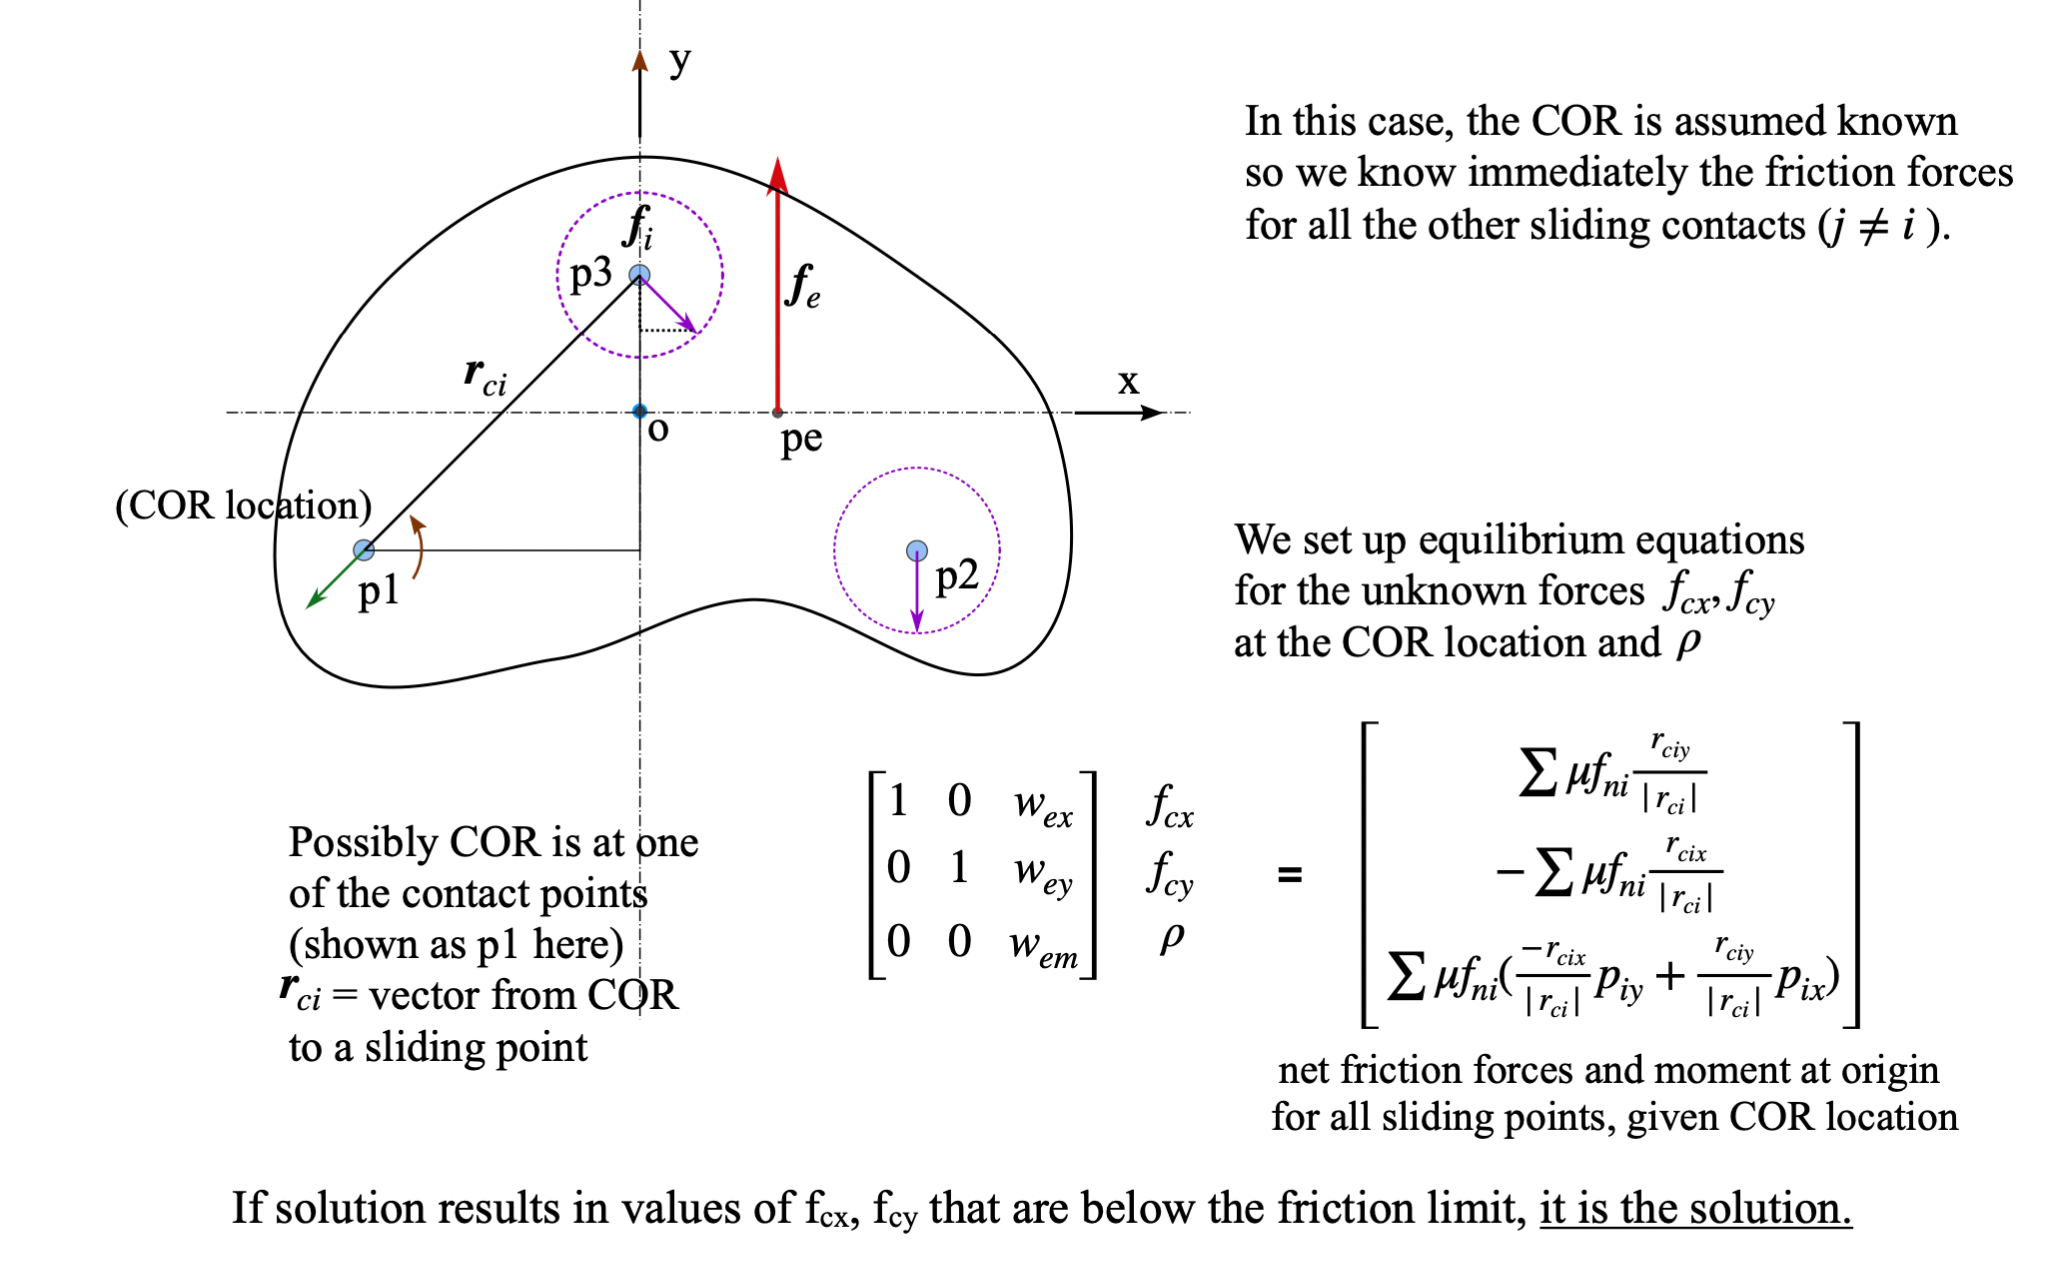 y
In this case, the COR is assumed known
so we know immediately the friction forces
for all the other sliding contacts (j ≠ i ).
f_i
p3
f_e
r_ci
x
o
pe
(COR location)
p1
p2
We set up equilibrium equations
for the unknown forces f_cx, f_cy
at the COR location and ρ
Possibly COR is at one
of the contact points
(shown as p1 here)
r_ci = vector from COR
to a sliding point
[1 0 w_ex] f_cx = [∑ μf_ni r_ciy/|r_ci|]
[0 1 w_ey] f_cy = [− ∑ μf_ni r_cix/|r_ci|]
[0 0 w_em] ρ = [∑ μf_ni(−r_cix/|r_ci| p_iy + r_ciy/|r_ci| p_ix)]
net friction forces and moment at origin
for all sliding points, given COR location
If solution results in values of f_cx, f_cy that are below the friction limit, it is the solution.